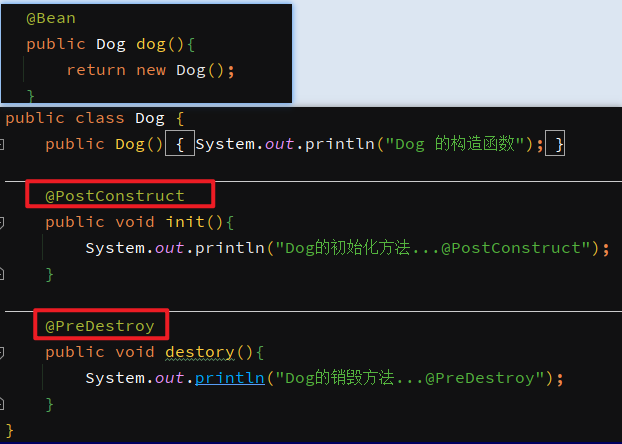 @Bean
public Dog dog(){
return new Dog();
}
public class Dog {
public Dog() { System.out.println("Dog 的构造函数"); }
@PostConstruct
public void init(){
System.out.println("Dog的初始化方法...@PostConstruct");
}
@PreDestroy
public void destory(){
System.out.println("Dog的销毁方法...@PreDestroy");
}
}